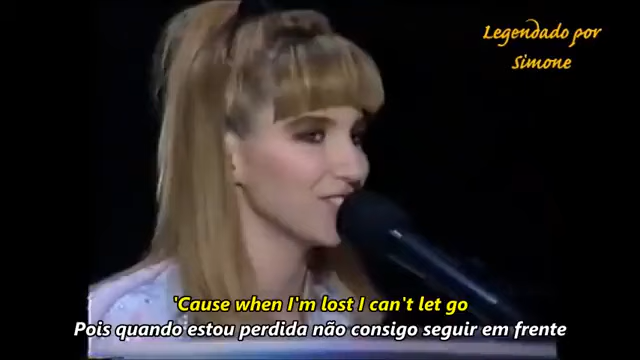 Legendado por
Simone
'Cause when I'm lost I can't let go
Pois quando estou perdida não consigo seguir em frente